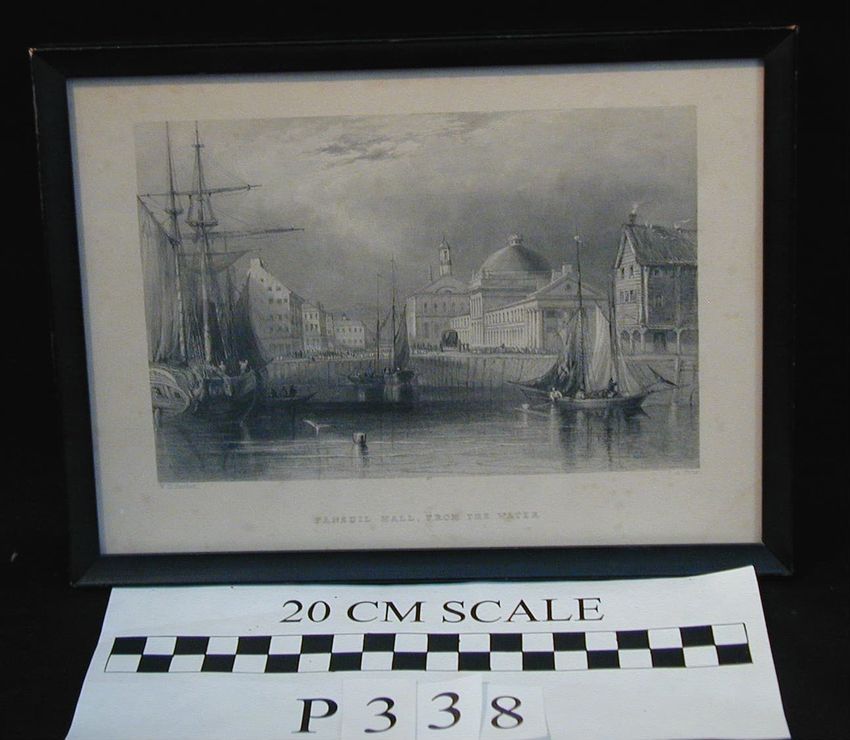 FANEUIL HALL, FROM THE WATER
20 CM SCALE
P 3 3 8